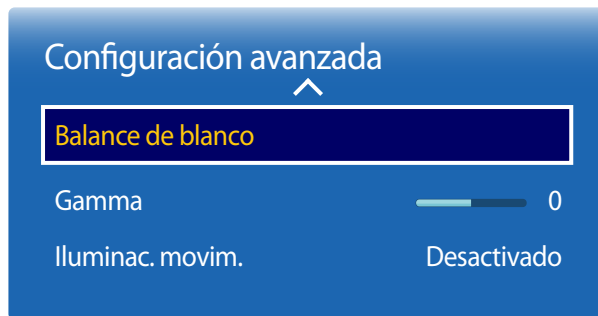 Configuración avanzada
Balance de blanco
Gamma 0
Iluminac. movim. Desactivado